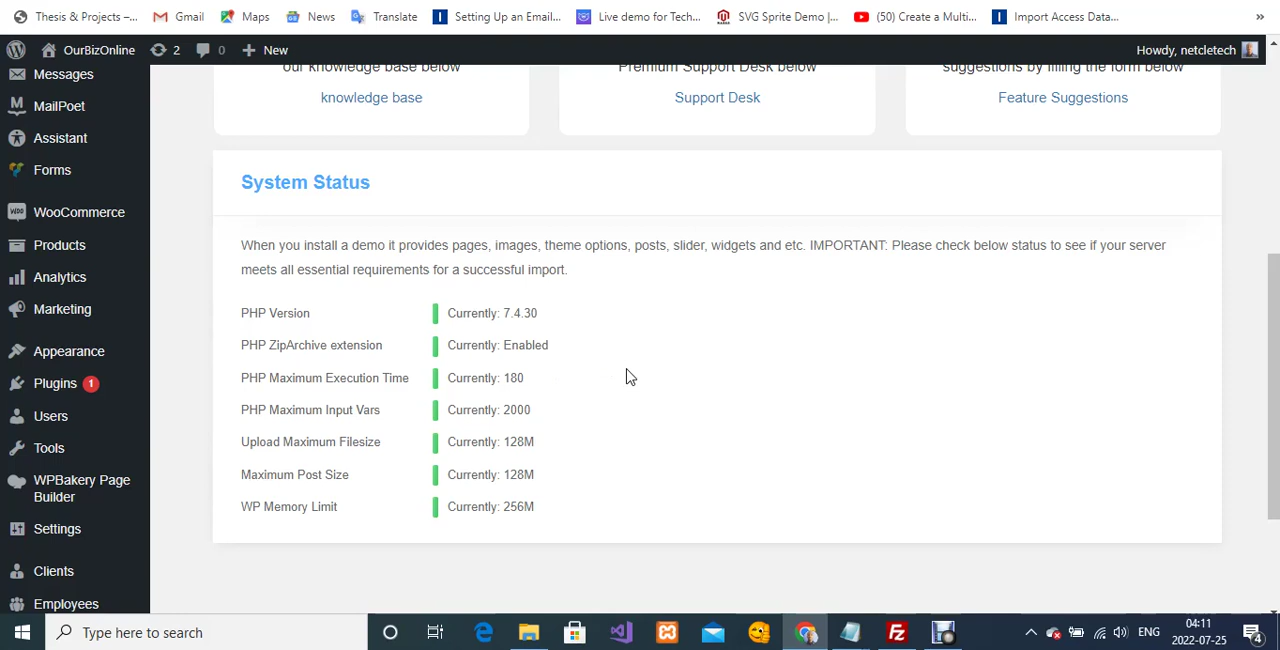 Thesis & Projects –...
Gmail
Maps
News
Translate
Setting Up an Email...
Live demo for Tech...
SVG Sprite Demo |...
(50) Create a Multi...
Import Access Data...
»
OurBizOnline
2
0
New
Howdy, netcletech
Messages
MailPoet
Assistant
Forms
WooCommerce
Products
Analytics
Marketing
Appearance
Plugins 1
Users
Tools
WPBakery Page
Builder
Settings
Clients
Employees
our knowledge base below
knowledge base
Premium Support Desk below
Support Desk
suggestions by filling the form below
Feature Suggestions
System Status
When you install a demo it provides pages, images, theme options, posts, slider, widgets and etc. IMPORTANT: Please check below status to see if your server
meets all essential requirements for a successful import.
PHP Version Currently: 7.4.30
PHP ZipArchive extension Currently: Enabled
PHP Maximum Execution Time Currently: 180
PHP Maximum Input Vars Currently: 2000
Upload Maximum Filesize Currently: 128M
Maximum Post Size Currently: 128M
WP Memory Limit Currently: 256M
Type here to search
ENG
04:11
2022-07-25
4